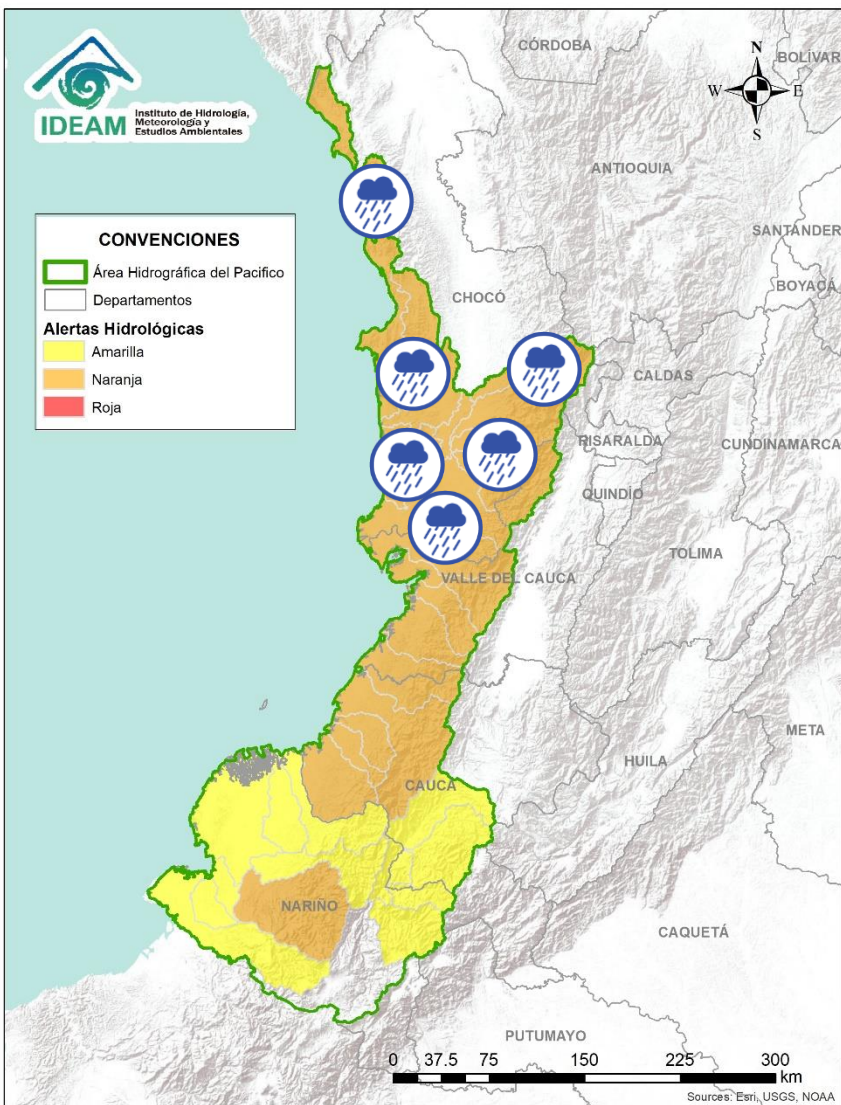 IDEAM
Instituto de Hidrología,
Meteorología y
Estudios Ambientales
CÓRDOBA
BOLÍVAR
N
W
E
S
ANTIOQUIA
SANTÁNDER
BOYACÁ
CONVENCIONES
Área Hidrográfica del Pacifico
Departamentos
Alertas Hidrológicas
Amarilla
Naranja
Roja
CHOCÓ
CALDAS
RISARALDA
CUNDINAMARCA
QUINDÍO
TOLIMA
VALLE DEL CAUCA
META
HUILA
CAUCA
NARIÑO
CAQUETÁ
PUTUMAYO
0 37.5 75 150 225 300
km
Sources: Esri, USGS, NOAA